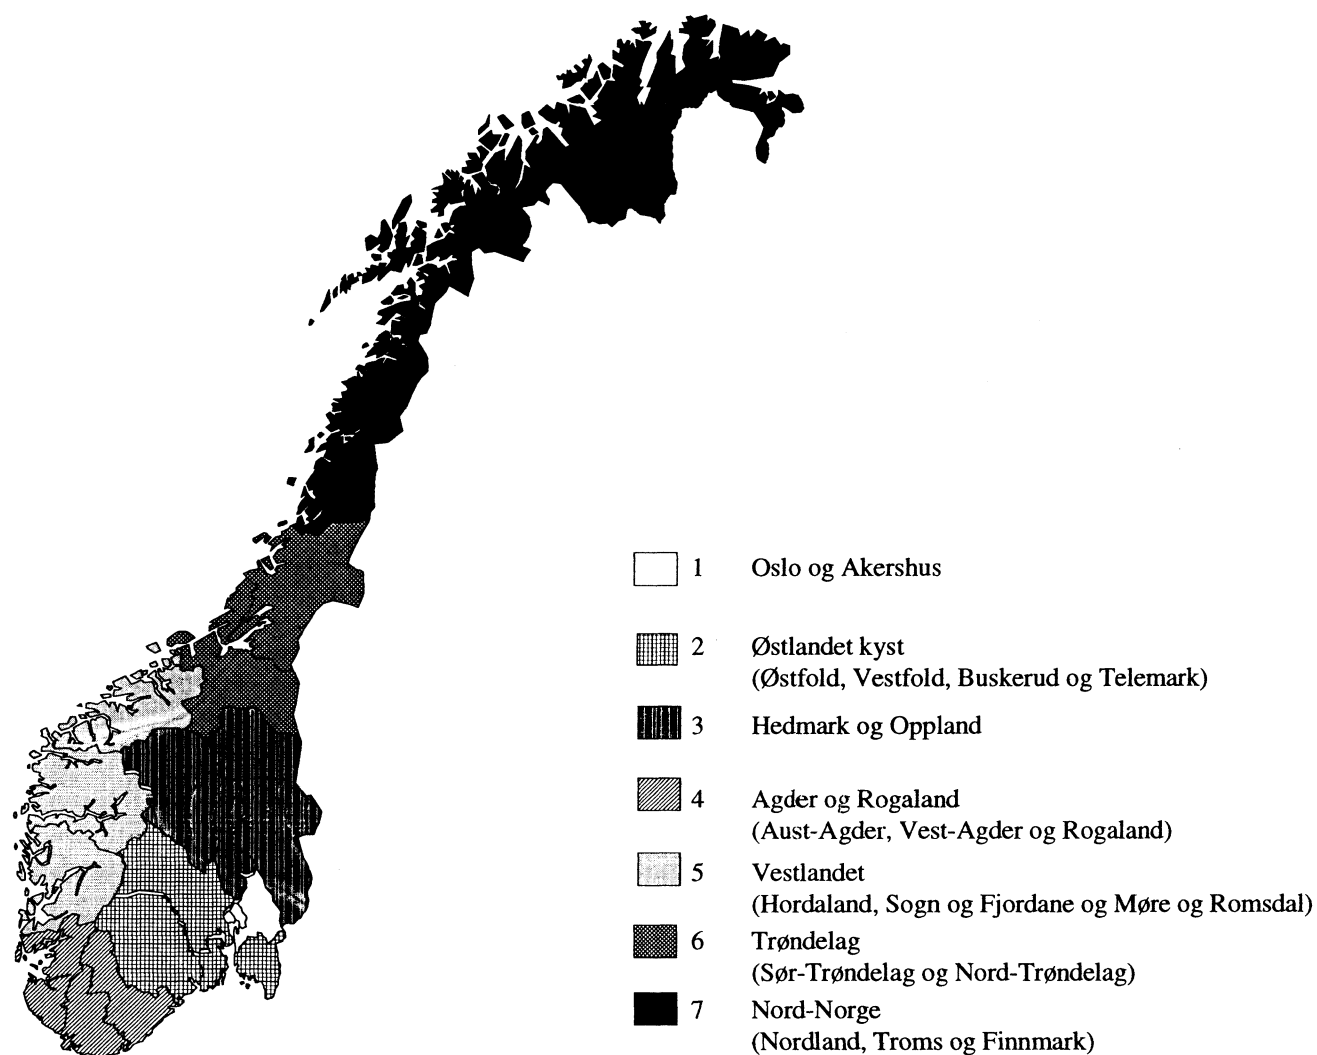 1 Oslo og Akershus
2 Østlandet kyst
(Østfold, Vestfold, Buskerud og Telemark)
3 Hedmark og Oppland
4 Agder og Rogaland
(Aust-Agder, Vest-Agder og Rogaland)
5 Vestlandet
(Hordaland, Sogn og Fjordane og Møre og Romsdal)
6 Trøndelag
(Sør-Trøndelag og Nord-Trøndelag)
7 Nord-Norge
(Nordland, Troms og Finnmark)